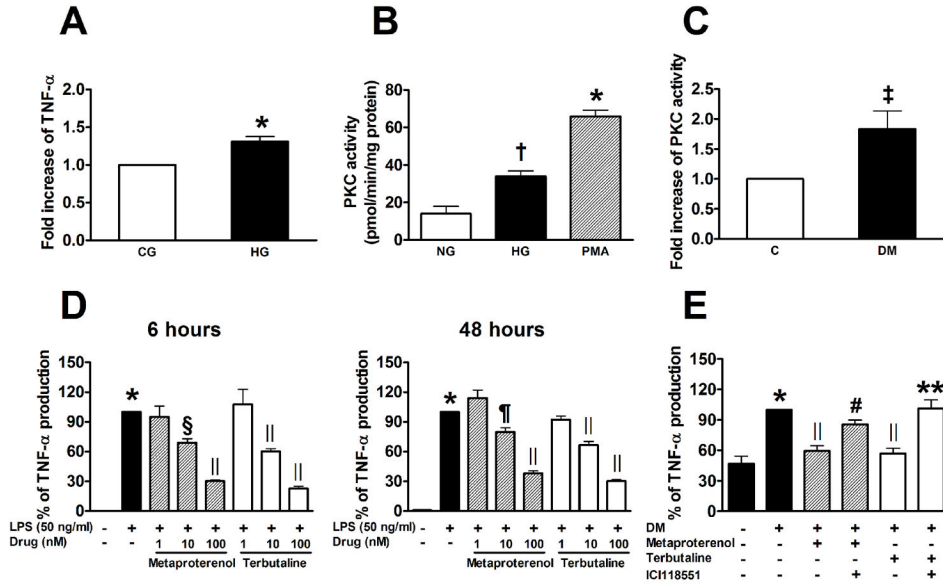 A
Fold increase of TNF-α
2.0
1.5
1.0
0.5
0.0
*
CG HG
B
PKC activity
(pmol/min/mg protein)
80
60
40
20
0
†
*
NG HG PMA
C
Fold increase of PKC activity
2.5
2.0
1.5
1.0
0.5
0.0
‡
C DM
D
6 hours
% of TNF-α production
150
120
90
60
30
0
* § || || ||
LPS (50 ng/ml) - + + + + + + +
Drug (nM) - - 1 10 100 1 10 100
Metaproterenol Terbutaline
48 hours
% of TNF-α production
150
120
90
60
30
0
* ¶ || || ||
LPS (50 ng/ml) - + + + + + + +
Drug (nM) - - 1 10 100 1 10 100
Metaproterenol Terbutaline
E
% of TNF-α production
150
120
90
60
30
0
* || # || **
DM - + + + + +
Metaproterenol - - + + - -
Terbutaline - - - - + +
ICI118551 - - - + - +